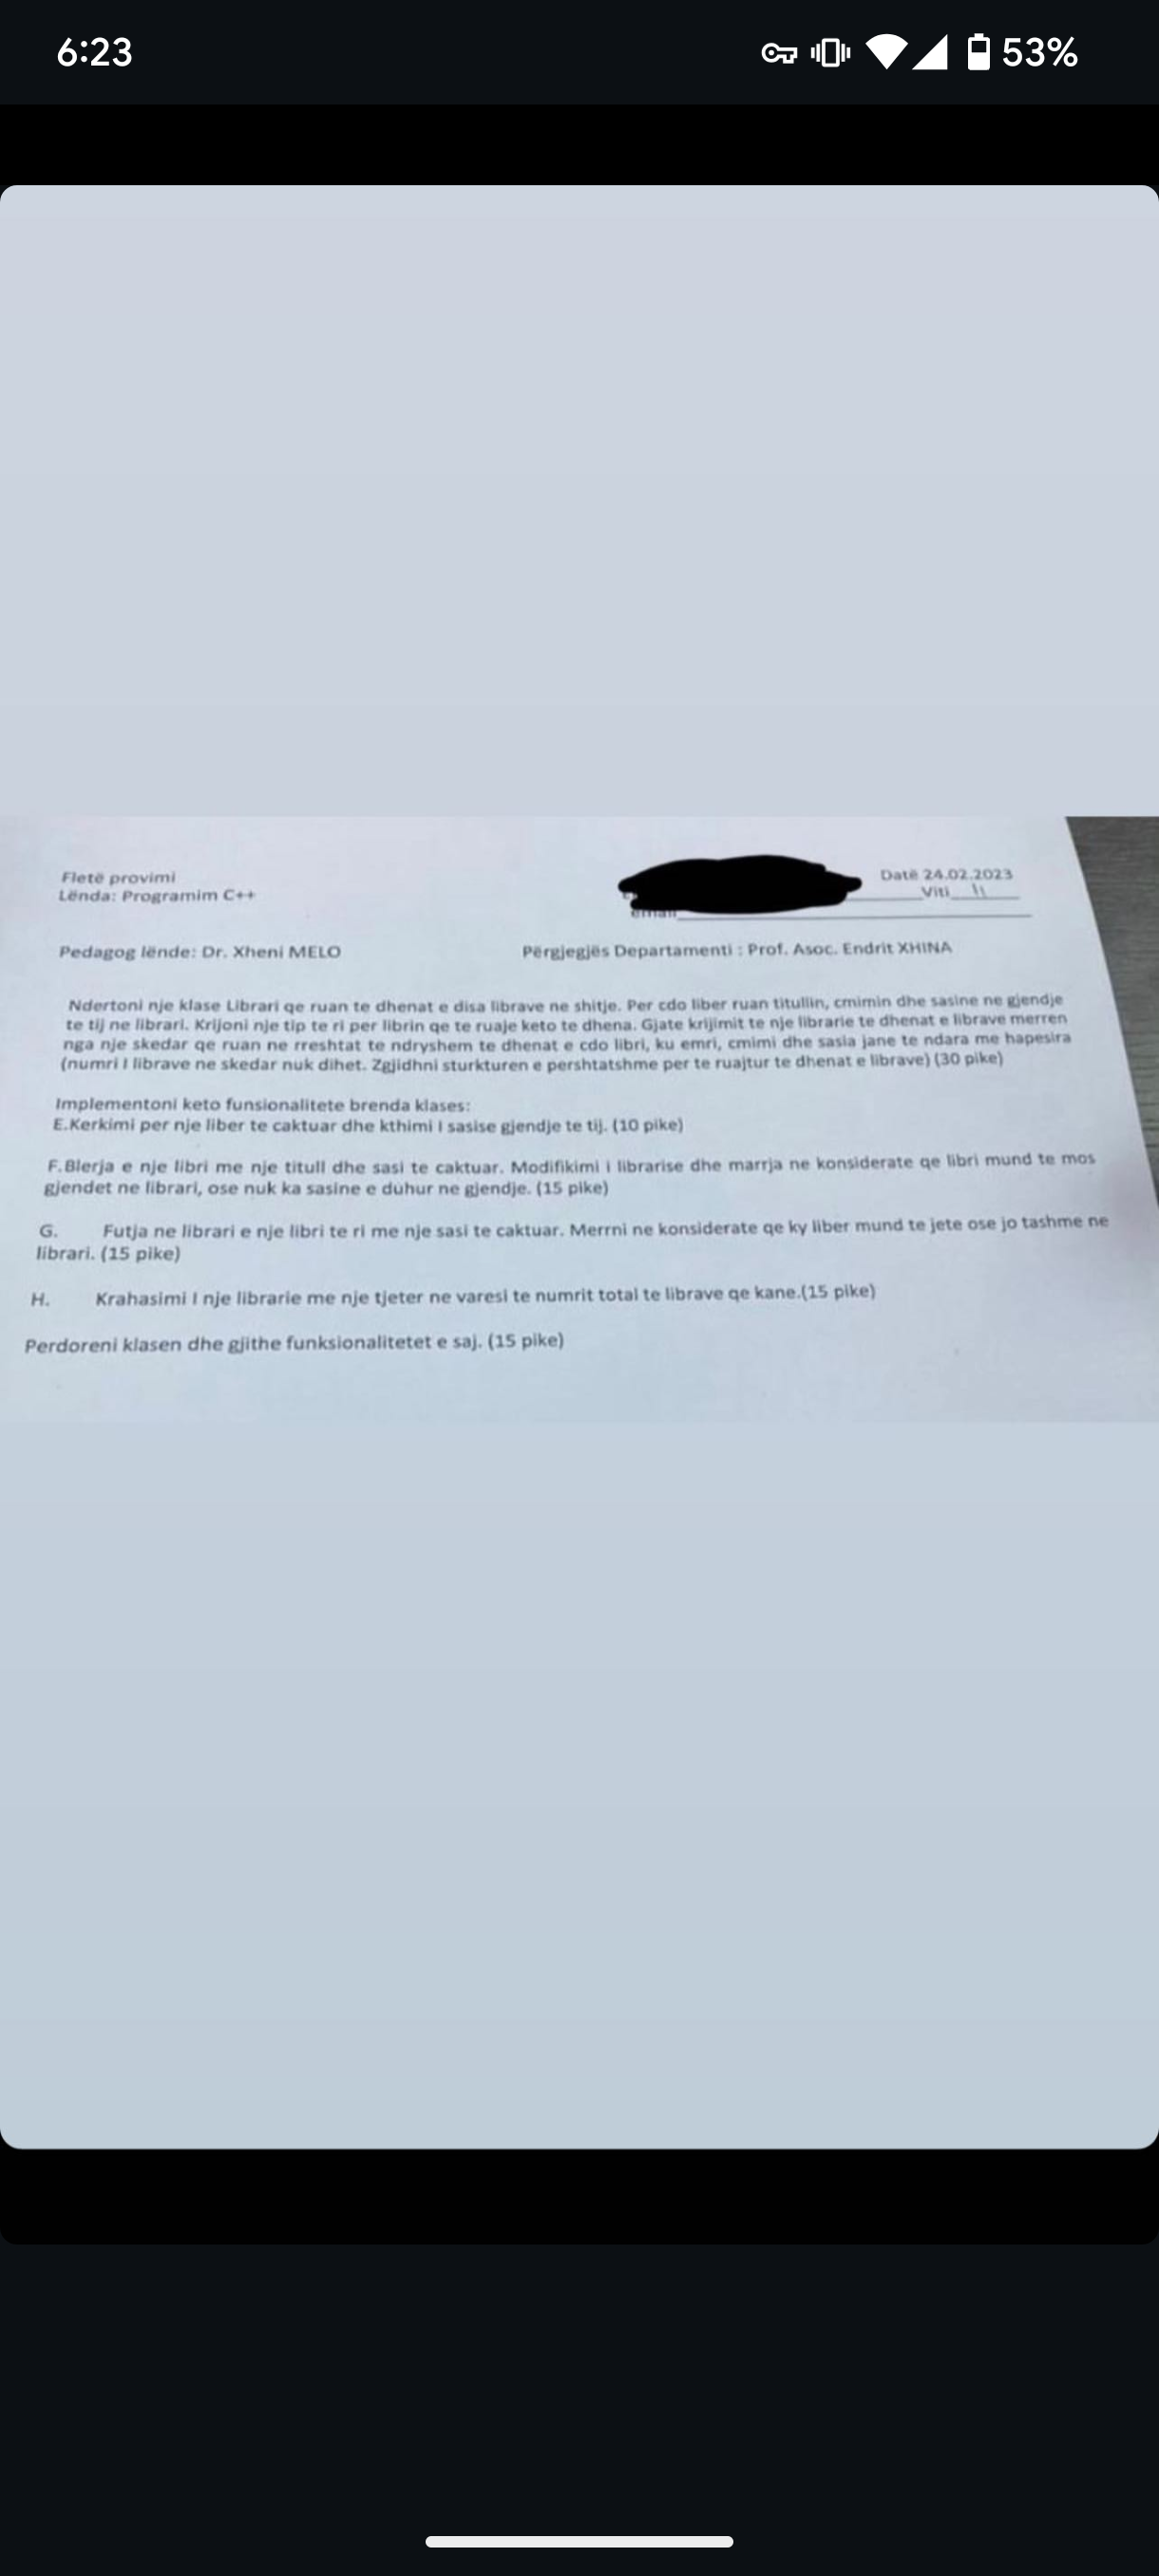 6:23
53%
Fletë provimi
Lënda: Programim C++
Datë 24.02.2023
Viti II
email
Pedagog lënde: Dr. Xheni MELO
Përgjegjës Departamenti : Prof. Asoc. Endrit XHINA
Ndertoni nje klase Librari qe ruan te dhenat e disa librave ne shitje. Per cdo liber ruan titullin, cmimin dhe sasine ne gjendje
te tij ne librari. Krijoni nje tip te ri per librin qe te ruaje keto te dhena. Gjate krijimit te nje librarie te dhenat e librave merren
nga nje skedar qe ruan ne rreshtat te ndryshem te dhenat e cdo libri, ku emri, cmimi dhe sasia jane te ndara me hapesira
(numri I librave ne skedar nuk dihet. Zgjidhni sturkturen e pershtatshme per te ruajtur te dhenat e librave) (30 pike)
Implementoni keto funsionalitete brenda klases:
E.Kerkimi per nje liber te caktuar dhe kthimi I sasise gjendje te tij. (10 pike)
F.Blerja e nje libri me nje titull dhe sasi te caktuar. Modifikimi i librarise dhe marrja ne konsiderate qe libri mund te mos
gjendet ne librari, ose nuk ka sasine e duhur ne gjendje. (15 pike)
G. Futja ne librari e nje libri te ri me nje sasi te caktuar. Merrni ne konsiderate qe ky liber mund te jete ose jo tashme ne
librari. (15 pike)
H. Krahasimi I nje librarie me nje tjeter ne varesi te numrit total te librave qe kane.(15 pike)
Perdoreni klasen dhe gjithe funksionalitetet e saj. (15 pike)